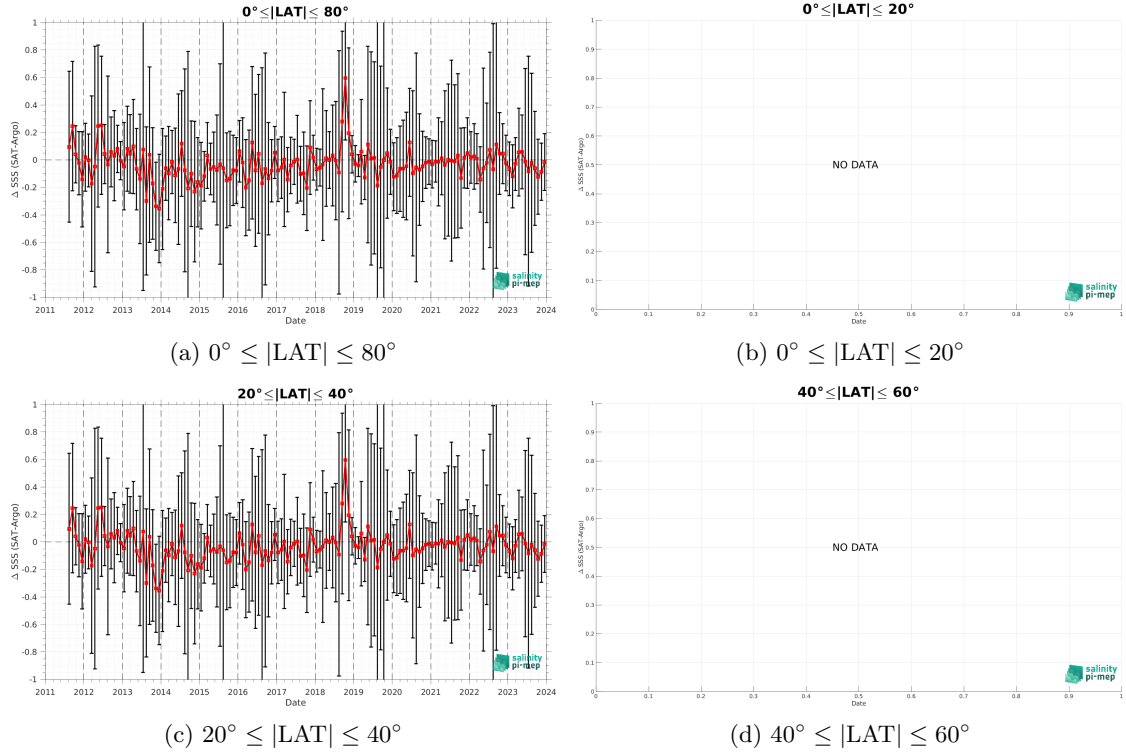 0°≤|LAT|≤ 80°
1
0.8
0.6
0.4
0.2
0
-0.2
-0.4
-0.6
-0.8
-1
Δ SSS (SAT-Argo)
2011 2012 2013 2014 2015 2016 2017 2018 2019 2020 2021 2022 2023 2024
Date
salinity
pi-mep
(a) 0° ≤ |LAT| ≤ 80°
0°≤|LAT|≤ 20°
1
0.9
0.8
0.7
0.6
0.5
0.4
0.3
0.2
0.1
0
Δ SSS (SAT-Argo)
NO DATA
0 0.1 0.2 0.3 0.4 0.5 0.6 0.7 0.8 0.9 1
Date
salinity
pi-mep
(b) 0° ≤ |LAT| ≤ 20°
20°≤|LAT|≤ 40°
1
0.8
0.6
0.4
0.2
0
-0.2
-0.4
-0.6
-0.8
-1
Δ SSS (SAT-Argo)
2011 2012 2013 2014 2015 2016 2017 2018 2019 2020 2021 2022 2023 2024
Date
salinity
pi-mep
(c) 20° ≤ |LAT| ≤ 40°
40°≤|LAT|≤ 60°
1
0.9
0.8
0.7
0.6
0.5
0.4
0.3
0.2
0.1
0
Δ SSS (SAT-Argo)
NO DATA
0 0.1 0.2 0.3 0.4 0.5 0.6 0.7 0.8 0.9 1
Date
salinity
pi-mep
(d) 40° ≤ |LAT| ≤ 60°